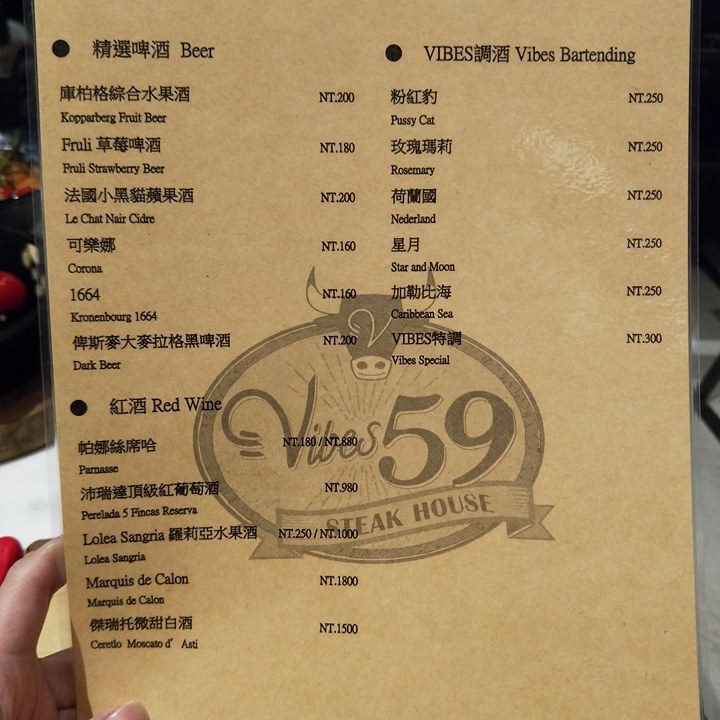 ● 精選啤酒 Beer
庫柏格綜合水果酒 NT.200
Kopparberg Fruit Beer
Fruli 草莓啤酒 NT.180
Fruli Strawberry Beer
法國小黑貓蘋果酒 NT.200
Le Chat Nair Cidre
可樂娜 NT.160
Corona
1664 NT.160
Kronenbourg 1664
俾斯麥大麥拉格黑啤酒 NT.200
Dark Beer
● 紅酒 Red Wine
帕娜絲席哈 NT.180 / NT.880
Parnasse
沛瑞達頂級紅葡萄酒 NT.980
Perelada 5 Fincas Reserva
Lolea Sangria 羅莉亞水果酒 NT.250 / NT.1000
Lolea Sangria
Marquis de Calon NT.1800
Marquis de Calon
傑瑞托微甜白酒 NT.1500
Ceretlo Moscato d’ Asti
● VIBES調酒 Vibes Bartending
粉紅豹 NT.250
Pussy Cat
玫瑰瑪莉 NT.250
Rosemary
荷蘭國 NT.250
Nederland
星月 NT.250
Star and Moon
加勒比海 NT.250
Caribbean Sea
VIBES特調 NT.300
Vibes Special
V
Vibes 59
STEAK HOUSE